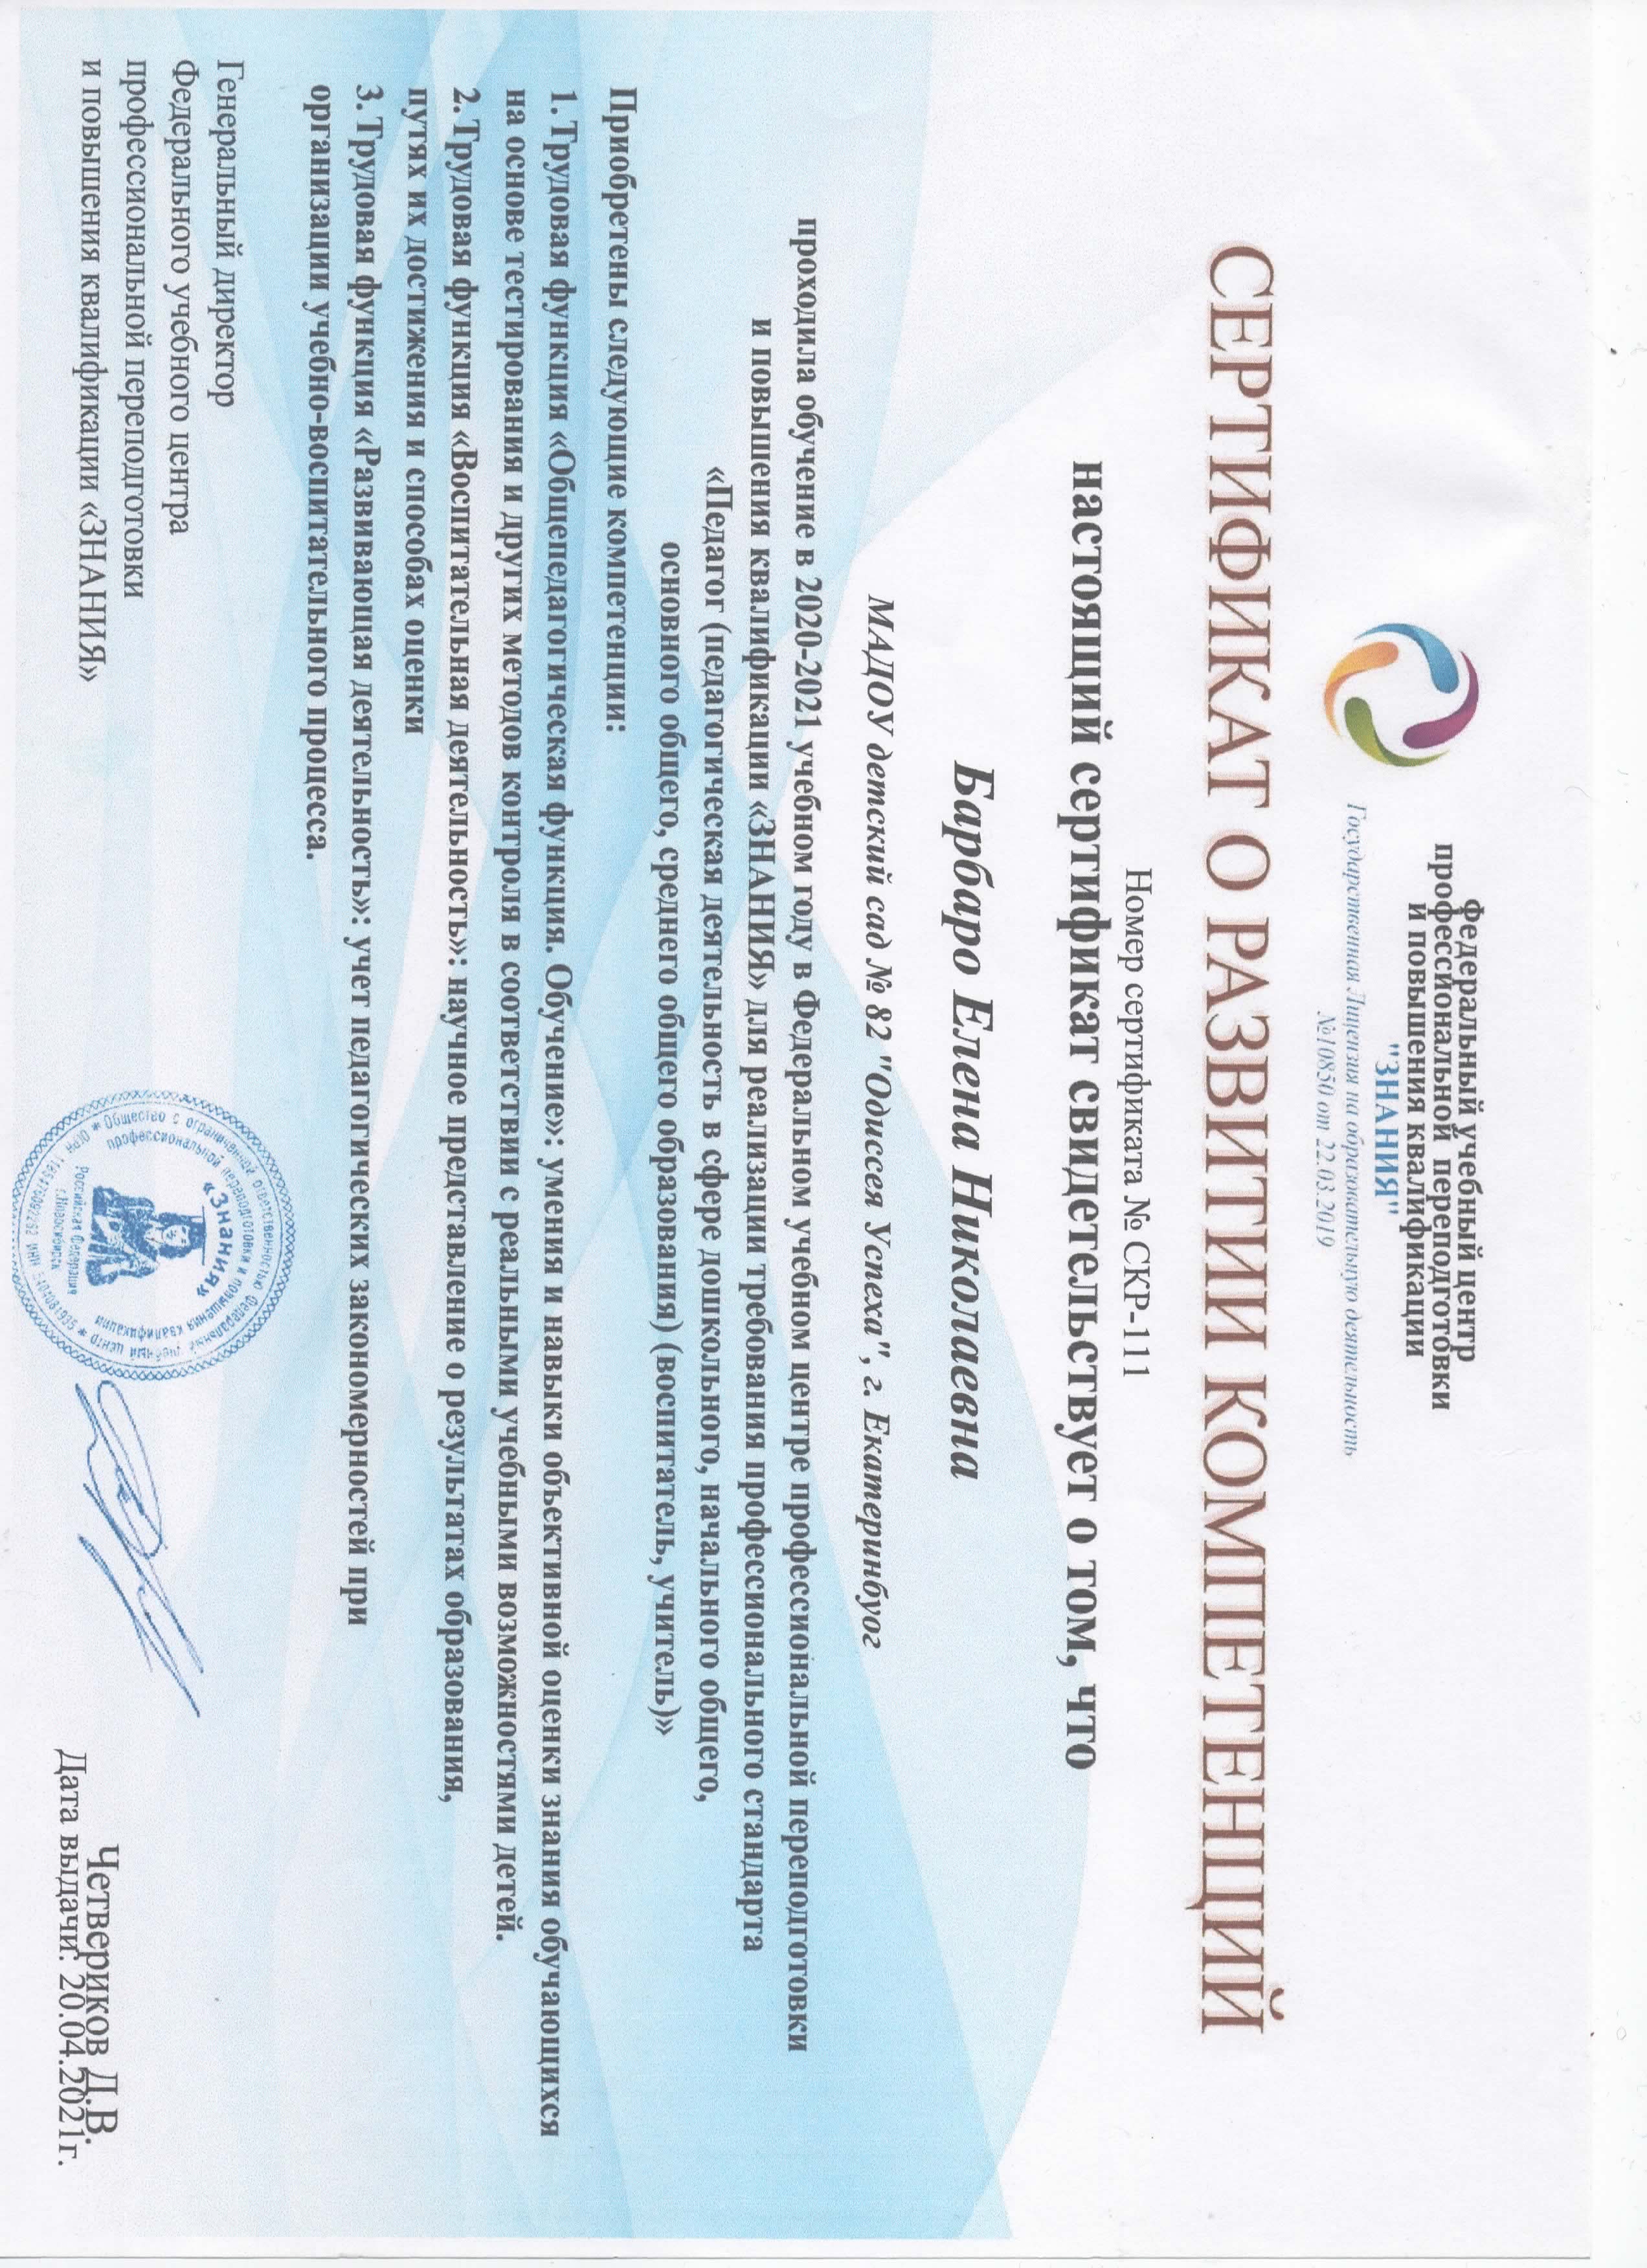 Федеральный учебный центр
профессиональной переподготовки
и повышения квалификации
"ЗНАНИЯ"
Государственная Лицензия на образовательную деятельность
№10850 от 22.03.2019
СЕРТИФИКАТ О РАЗВИТИИ КОМПЕТЕНЦИЙ
Номер сертификата № СКР-111
настоящий сертификат свидетельствует о том, что
Барбаро Елена Николаевна
МАДОУ детский сад № 82 "Одиссея Успеха", г. Екатеринбуог
проходила обучение в 2020-2021 учебном году в Федеральном учебном центре профессиональной переподготовки
и повышения квалификации «ЗНАНИЯ» для реализации требования профессионального стандарта
«Педагог (педагогическая деятельность в сфере дошкольного, начального общего,
основного общего, среднего общего образования) (воспитатель, учитель)»
Приобретены следующие компетенции:
1. Трудовая функция «Общепедагогическая функция. Обучение»: умения и навыки объективной оценки знания обучающихся
на основе тестирования и других методов контроля в соответствии с реальными учебными возможностями детей.
2. Трудовая функция «Воспитательная деятельность»: научное представление о результатах образования,
путях их достижения и способах оценки
3. Трудовая функция «Развивающая деятельность»: учет педагогических закономерностей при
организации учебно-воспитательного процесса.
Генеральный директор
Федерального учебного центра
профессиональной переподготовки
и повышения квалификации «ЗНАНИЯ»
Общество с ограниченной ответственностью Федеральный учебный центр
профессиональной переподготовки и повышения квалификации
«Знания»
Российская Федерация
г.Новосибирск
Четвериков Д.В.
Дата выдачи: 20.04.2021г.